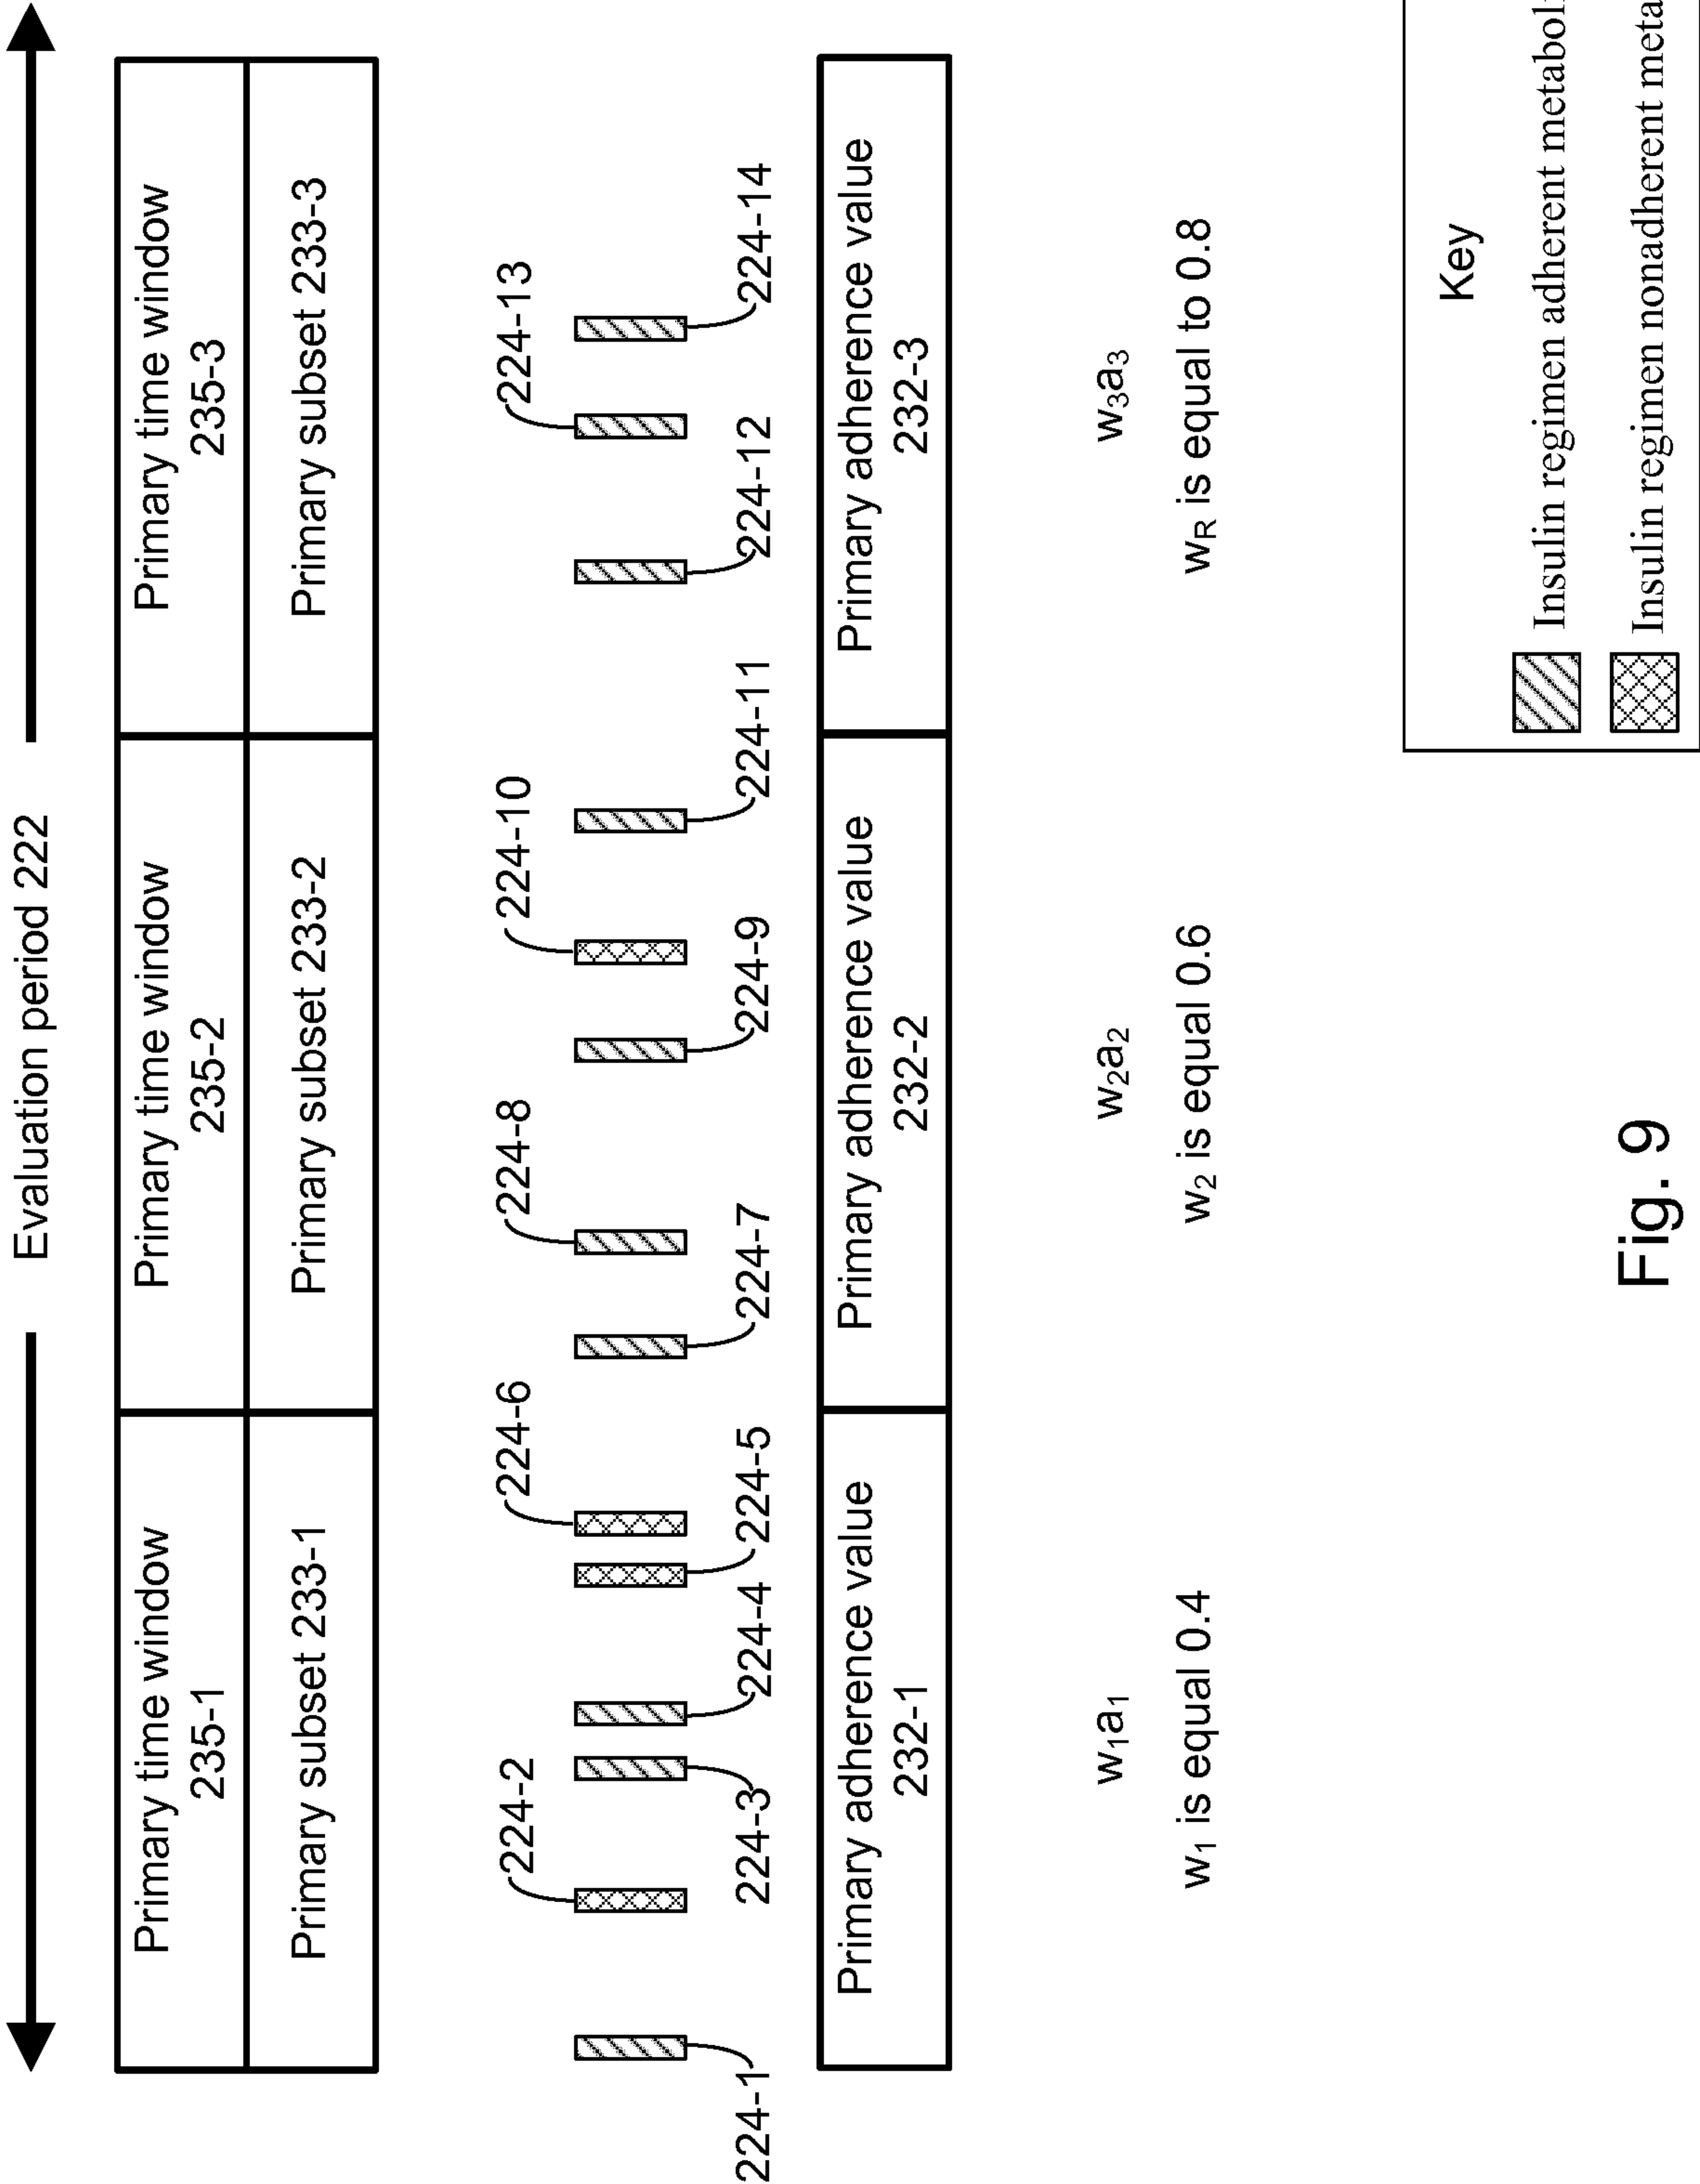 Evaluation period 222
Primary time window
235-1
Primary time window
235-2
Primary time window
235-3
Primary subset 233-1
Primary subset 233-2
Primary subset 233-3
224-2
224-6
224-8
224-10
224-13
224-1
224-3
224-4
224-5
224-7
224-9
224-11
224-12
224-14
Primary adherence value
232-1
Primary adherence value
232-2
Primary adherence value
232-3
w₁a₁
w₂a₂
w₃a₃
w₁ is equal 0.4
w₂ is equal 0.6
w_R is equal to 0.8
Key
Insulin regimen adherent
Insulin regimen nonadherent
Fig. 9